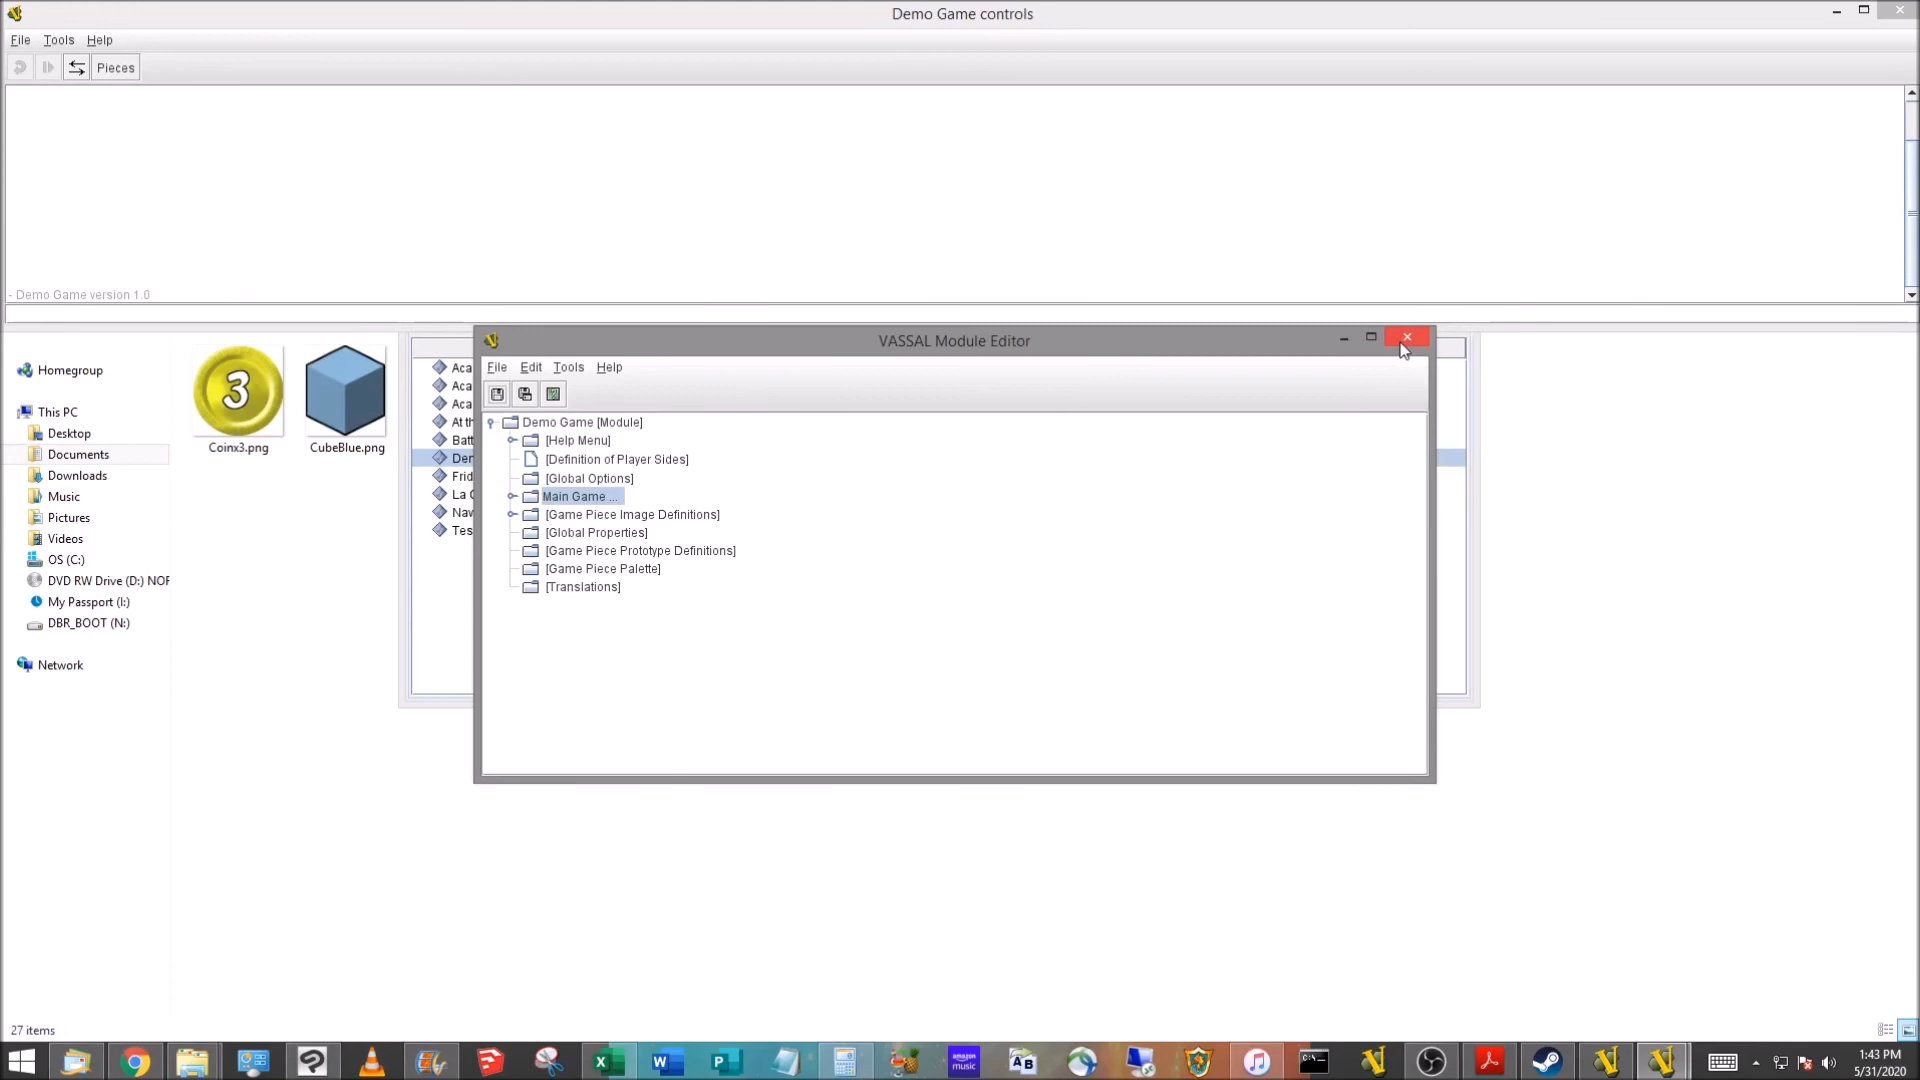 Demo Game controls
File Tools Help
Pieces
- Demo Game version 1.0
Homegroup
This PC
Desktop
Documents
Downloads
Music
Pictures
Videos
OS (C:)
DVD RW Drive (D:) NOF
My Passport (I:)
DBR_BOOT (N:)
Network
3
Coinx3.png
CubeBlue.png
Aca
Aca
Aca
At th
Batt
Den
Frid
La C
Nav
Tes
VASSAL Module Editor
File Edit Tools Help
Demo Game [Module]
[Help Menu]
[Definition of Player Sides]
[Global Options]
Main Game ...
[Game Piece Image Definitions]
[Global Properties]
[Game Piece Prototype Definitions]
[Game Piece Palette]
[Translations]
27 items
amazon music
1:43 PM
5/31/2020